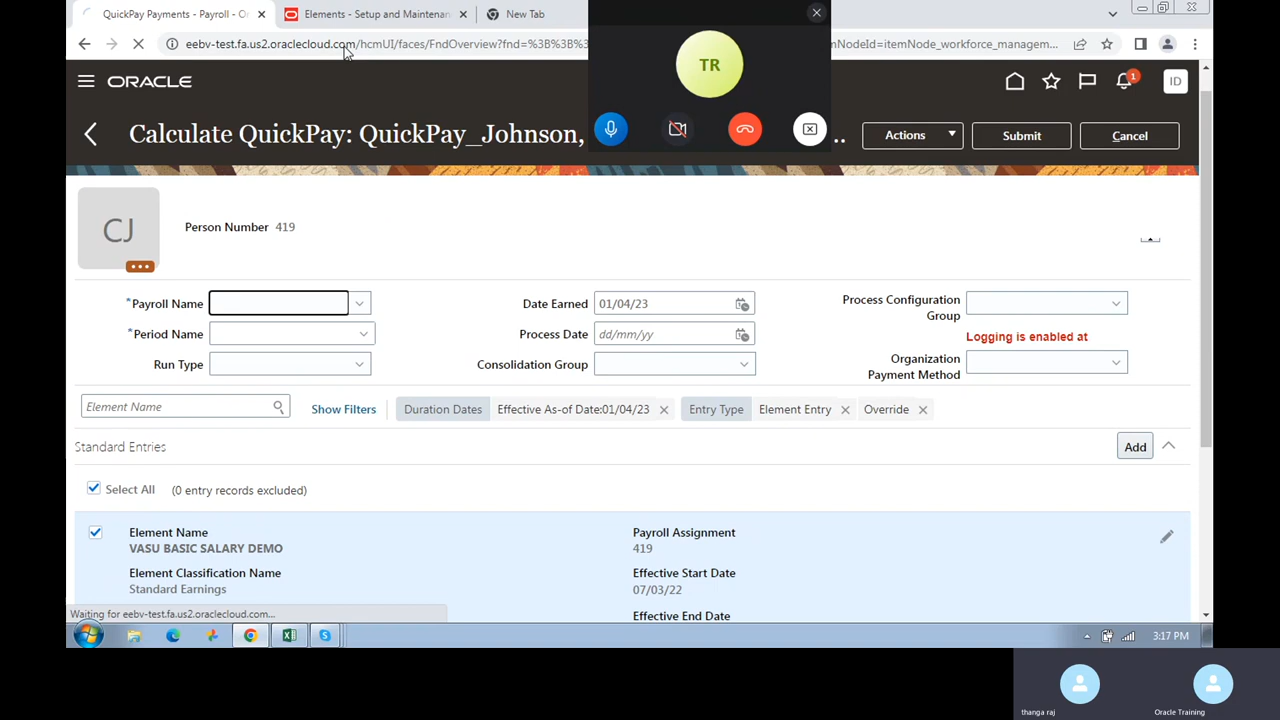 QuickPay Payments - Payroll - O
Elements - Setup and Maintenan
New Tab
eebv-test.fa.us2.oraclecloud.com/hcmUI/faces/FndOverview?fnd=%3B%3B%3
mNodeId=itemNode_workforce_managem...
TR
ORACLE
1
ID
Calculate QuickPay: QuickPay_Johnson,
..
Actions
Submit
Cancel
CJ
Person Number 419
*Payroll Name
Date Earned 01/04/23
Process Configuration
Group
*Period Name
Process Date dd/mm/yy
Logging is enabled at
Run Type
Consolidation Group
Organization
Payment Method
Element Name
Show Filters
Duration Dates
Effective As-of Date:01/04/23
Entry Type
Element Entry
Override
Standard Entries
Add
Select All (0 entry records excluded)
Element Name
VASU BASIC SALARY DEMO
Payroll Assignment
419
Element Classification Name
Standard Earnings
Effective Start Date
07/03/22
Effective End Date
Waiting for eebv-test.fa.us2.oraclecloud.com...
3:17 PM
thanga raj
Oracle Training